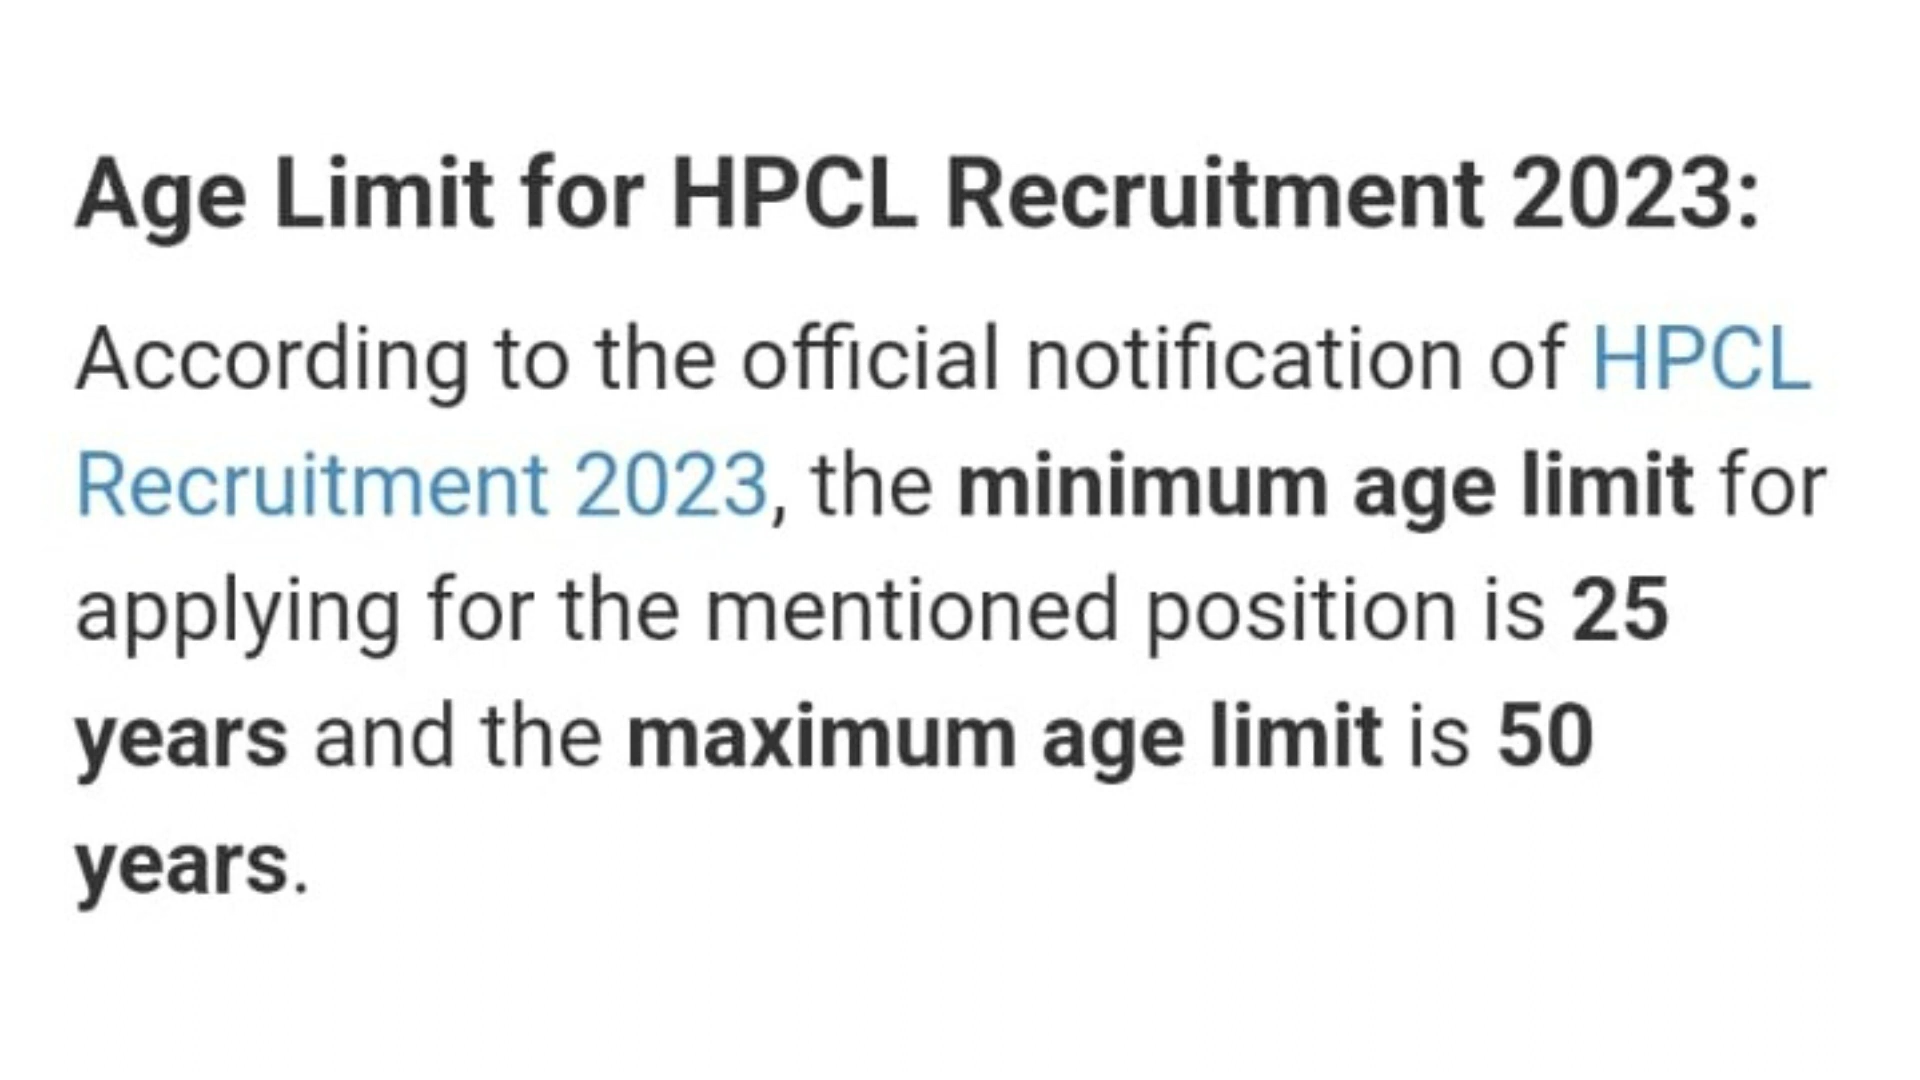 Age Limit for HPCL Recruitment 2023:
According to the official notification of HPCL
Recruitment 2023, the minimum age limit for
applying for the mentioned position is 25
years and the maximum age limit is 50
years.